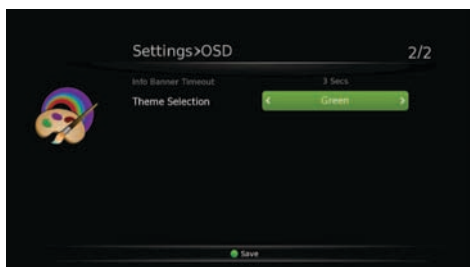 Settings>OSD 2/2
Info Banner Timeout 3 Secs
Theme Selection < Green >
Save